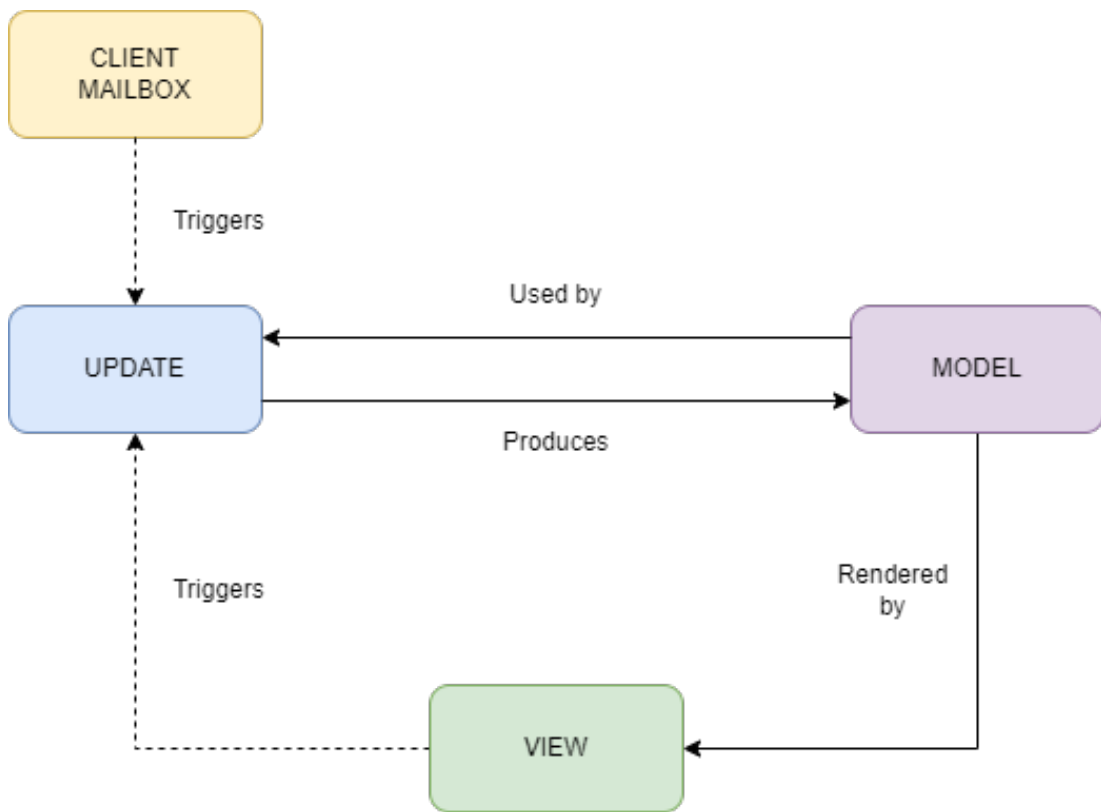 CLIENT
MAILBOX
Triggers
Used by
UPDATE
MODEL
Produces
Triggers
Rendered
by
VIEW